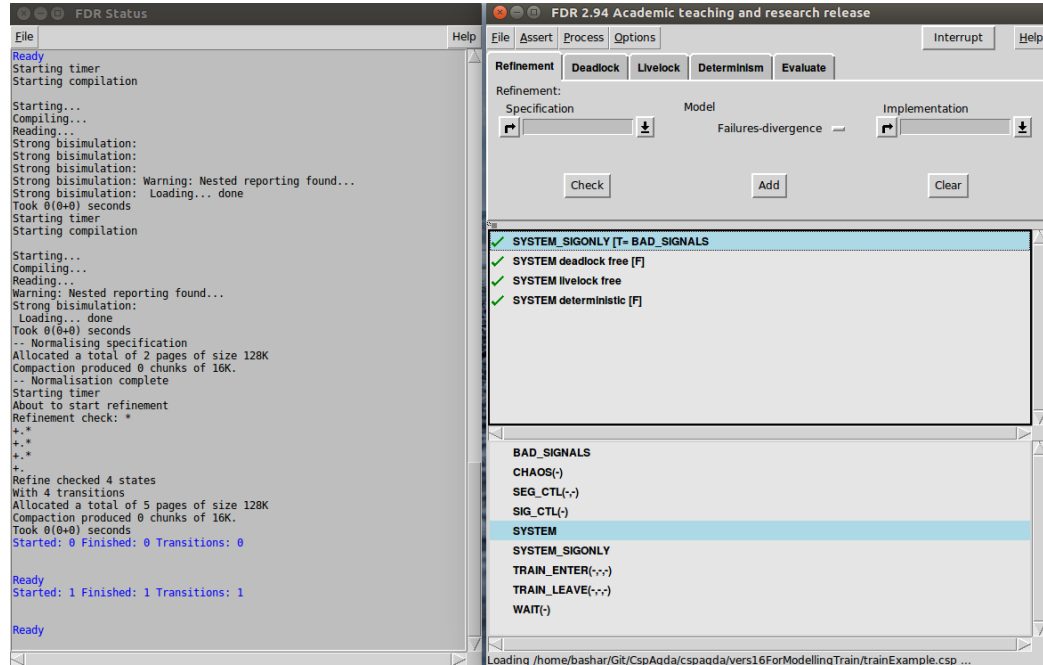 FDR Status
File Help
Ready
Starting timer
Starting compilation
Starting...
Compiling...
Reading...
Strong bisimulation:
Strong bisimulation:
Strong bisimulation:
Strong bisimulation: Warning: Nested reporting found...
Strong bisimulation:  Loading... done
Took 0(0+0) seconds
Starting timer
Starting compilation
Starting...
Compiling...
Reading...
Warning: Nested reporting found...
Strong bisimulation:
 Loading... done
Took 0(0+0) seconds
-- Normalising specification
Allocated a total of 2 pages of size 128K
Compaction produced 0 chunks of 16K.
-- Normalisation complete
Starting timer
About to start refinement
Refinement check: *
+.*
+.*
+.*
+.
Refine checked 4 states
With 4 transitions
Allocated a total of 5 pages of size 128K
Compaction produced 0 chunks of 16K.
Took 0(0+0) seconds
Started: 0 Finished: 0 Transitions: 0
Ready
Started: 1 Finished: 1 Transitions: 1
Ready
FDR 2.94 Academic teaching and research release
File Assert Process Options Interrupt Help
Refinement Deadlock Livelock Determinism Evaluate
Refinement:
Specification Model Implementation
Failures-divergence
Check Add Clear
SYSTEM_SIGONLY [T= BAD_SIGNALS
SYSTEM deadlock free [F]
SYSTEM livelock free
SYSTEM deterministic [F]
BAD_SIGNALS
CHAOS(-)
SEG_CTL(-,-)
SIG_CTL(-)
SYSTEM
SYSTEM_SIGONLY
TRAIN_ENTER(-,-,-)
TRAIN_LEAVE(-,-,-)
WAIT(-)
Loading /home/bashar/Git/CspAgda/cspagda/vers16ForModellingTrain/trainExample.csp ...